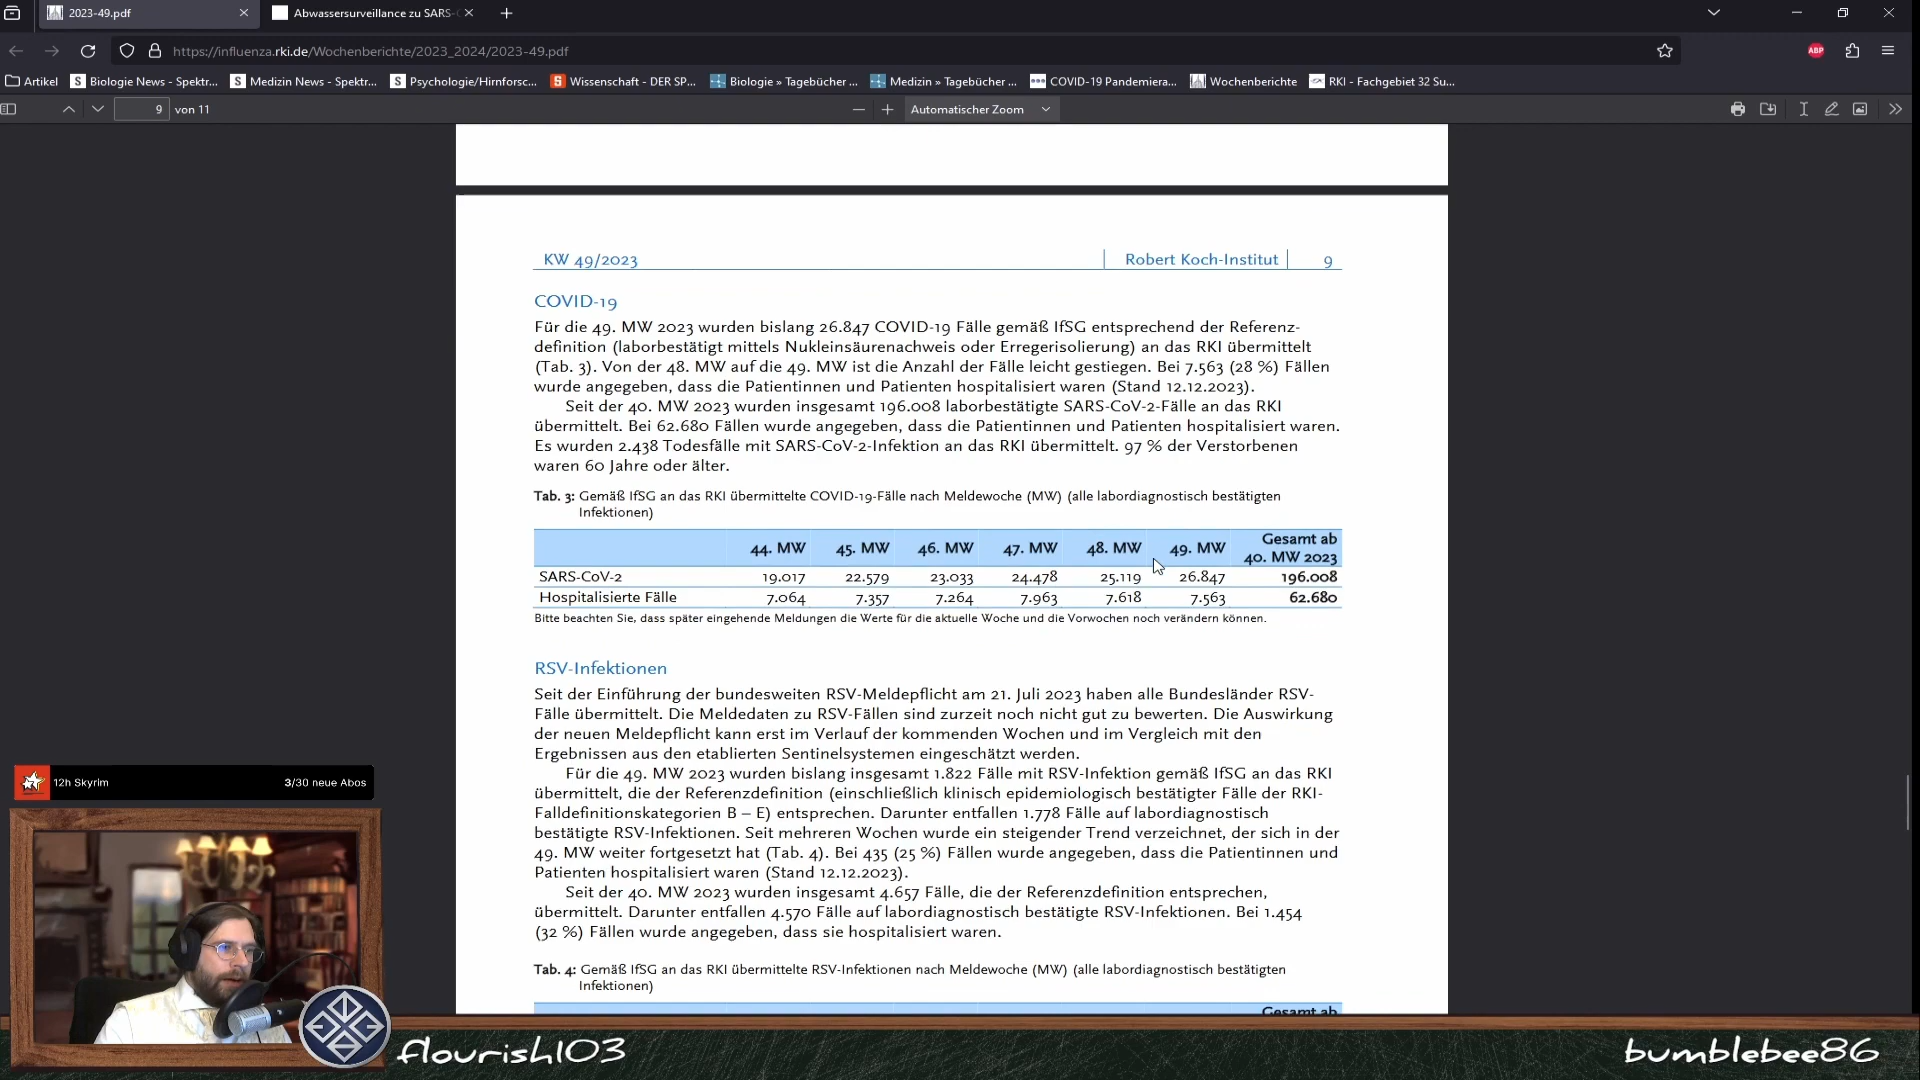 2023-49.pdf
Abwassersurveillance zu SARS-C
https://influenza.rki.de/Wochenberichte/2023_2024/2023-49.pdf
ABP
Artikel
Biologie News - Spektr...
Medizin News - Spektr...
Psychologie/Hirnforsc...
Wissenschaft - DER SP...
Biologie » Tagebücher ...
Medizin » Tagebücher ...
COVID-19 Pandemiera...
Wochenberichte
RKI - Fachgebiet 32 Su...
9 von 11
Automatischer Zoom
KW 49/2023 Robert Koch-Institut 9
COVID-19
Für die 49. MW 2023 wurden bislang 26.847 COVID-19 Fälle gemäß IfSG entsprechend der Referenz-
definition (laborbestätigt mittels Nukleinsäurenachweis oder Erregerisolierung) an das RKI übermittelt
(Tab. 3). Von der 48. MW auf die 49. MW ist die Anzahl der Fälle leicht gestiegen. Bei 7.563 (28 %) Fällen
wurde angegeben, dass die Patientinnen und Patienten hospitalisiert waren (Stand 12.12.2023).
Seit der 40. MW 2023 wurden insgesamt 196.008 laborbestätigte SARS-CoV-2-Fälle an das RKI
übermittelt. Bei 62.680 Fällen wurde angegeben, dass die Patientinnen und Patienten hospitalisiert waren.
Es wurden 2.438 Todesfälle mit SARS-CoV-2-Infektion an das RKI übermittelt. 97 % der Verstorbenen
waren 60 Jahre oder älter.
Tab. 3: Gemäß IfSG an das RKI übermittelte COVID-19-Fälle nach Meldewoche (MW) (alle labordiagnostisch bestätigten
Infektionen)
44. MW 45. MW 46. MW 47. MW 48. MW 49. MW Gesamt ab
40. MW 2023
SARS-CoV-2 19.017 22.579 23.033 24.478 25.119 26.847 196.008
Hospitalisierte Fälle 7.064 7.357 7.264 7.963 7.618 7.563 62.680
Bitte beachten Sie, dass später eingehende Meldungen die Werte für die aktuelle Woche und die Vorwochen noch verändern können.
RSV-Infektionen
Seit der Einführung der bundesweiten RSV-Meldepflicht am 21. Juli 2023 haben alle Bundesländer RSV-
Fälle übermittelt. Die Meldedaten zu RSV-Fällen sind zurzeit noch nicht gut zu bewerten. Die Auswirkung
der neuen Meldepflicht kann erst im Verlauf der kommenden Wochen und im Vergleich mit den
Ergebnissen aus den etablierten Sentinelsystemen eingeschätzt werden.
Für die 49. MW 2023 wurden bislang insgesamt 1.822 Fälle mit RSV-Infektion gemäß IfSG an das RKI
übermittelt, die der Referenzdefinition (einschließlich klinisch epidemiologisch bestätigter Fälle der RKI-
Falldefinitionskategorien B – E) entsprechen. Darunter entfallen 1.778 Fälle auf labordiagnostisch
bestätigte RSV-Infektionen. Seit mehreren Wochen wurde ein steigender Trend verzeichnet, der sich in der
49. MW weiter fortgesetzt hat (Tab. 4). Bei 435 (25 %) Fällen wurde angegeben, dass die Patientinnen und
Patienten hospitalisiert waren (Stand 12.12.2023).
Seit der 40. MW 2023 wurden insgesamt 4.657 Fälle, die der Referenzdefinition entsprechen,
übermittelt. Darunter entfallen 4.570 Fälle auf labordiagnostisch bestätigte RSV-Infektionen. Bei 1.454
(32 %) Fällen wurde angegeben, dass sie hospitalisiert waren.
Tab. 4: Gemäß IfSG an das RKI übermittelte RSV-Infektionen nach Meldewoche (MW) (alle labordiagnostisch bestätigten
Infektionen)
Gesamt ab
12h Skyrim 3/30 neue Abos
flourish103
bumblebee86